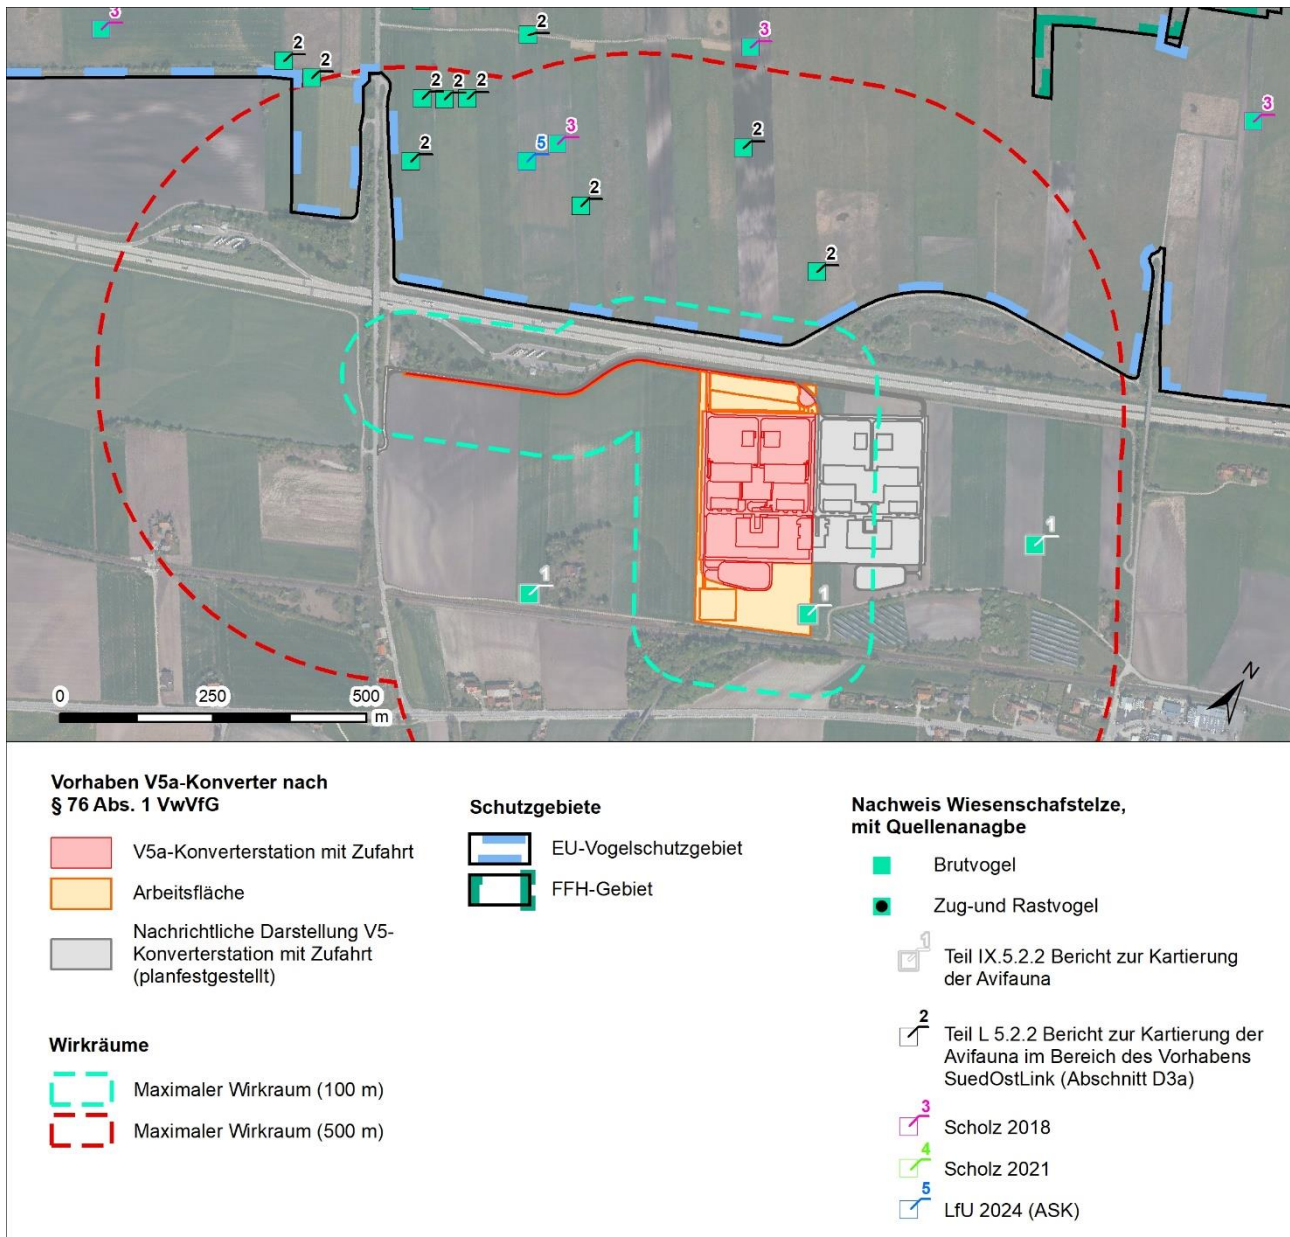 3
2
3
2
2
2
2
2
3
3
2
2
5
2
2
1
1
1
0
250
500
m
N
Vorhaben V5a-Konverter nach
§ 76 Abs. 1 VwVfG
V5a-Konverterstation mit Zufahrt
Arbeitsfläche
Nachrichtliche Darstellung V5-
Konverterstation mit Zufahrt
(planfestgestellt)
Wirkräume
Maximaler Wirkraum (100 m)
Maximaler Wirkraum (500 m)
Schutzgebiete
EU-Vogelschutzgebiet
FFH-Gebiet
Nachweis Wiesenschafstelze,
mit Quellenanagbe
Brutvogel
Zug-und Rastvogel
1
Teil IX.5.2.2 Bericht zur Kartierung
der Avifauna
2
Teil L 5.2.2 Bericht zur Kartierung der
Avifauna im Bereich des Vorhabens
SuedOstLink (Abschnitt D3a)
3
Scholz 2018
4
Scholz 2021
5
LfU 2024 (ASK)